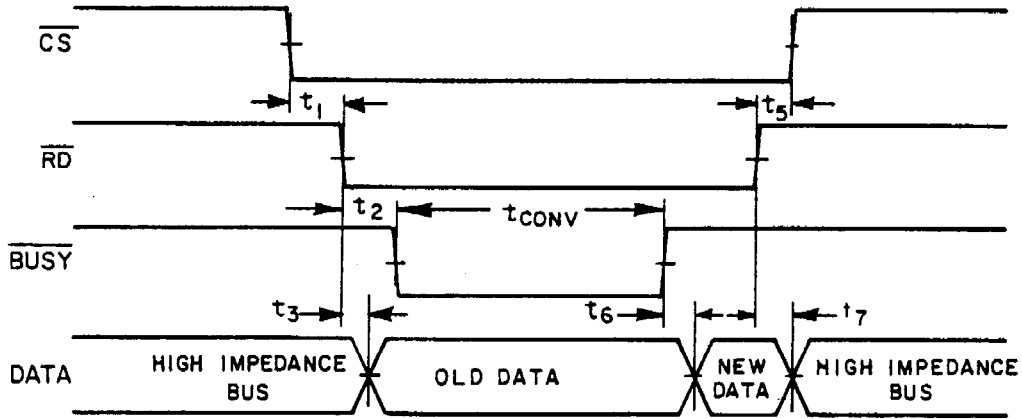 CS
t1
t5
RD
t2
tCONV
BUSY
t3
t6
t7
DATA
HIGH IMPEDANCE
BUS
OLD DATA
NEW
DATA
HIGH IMPEDANCE
BUS